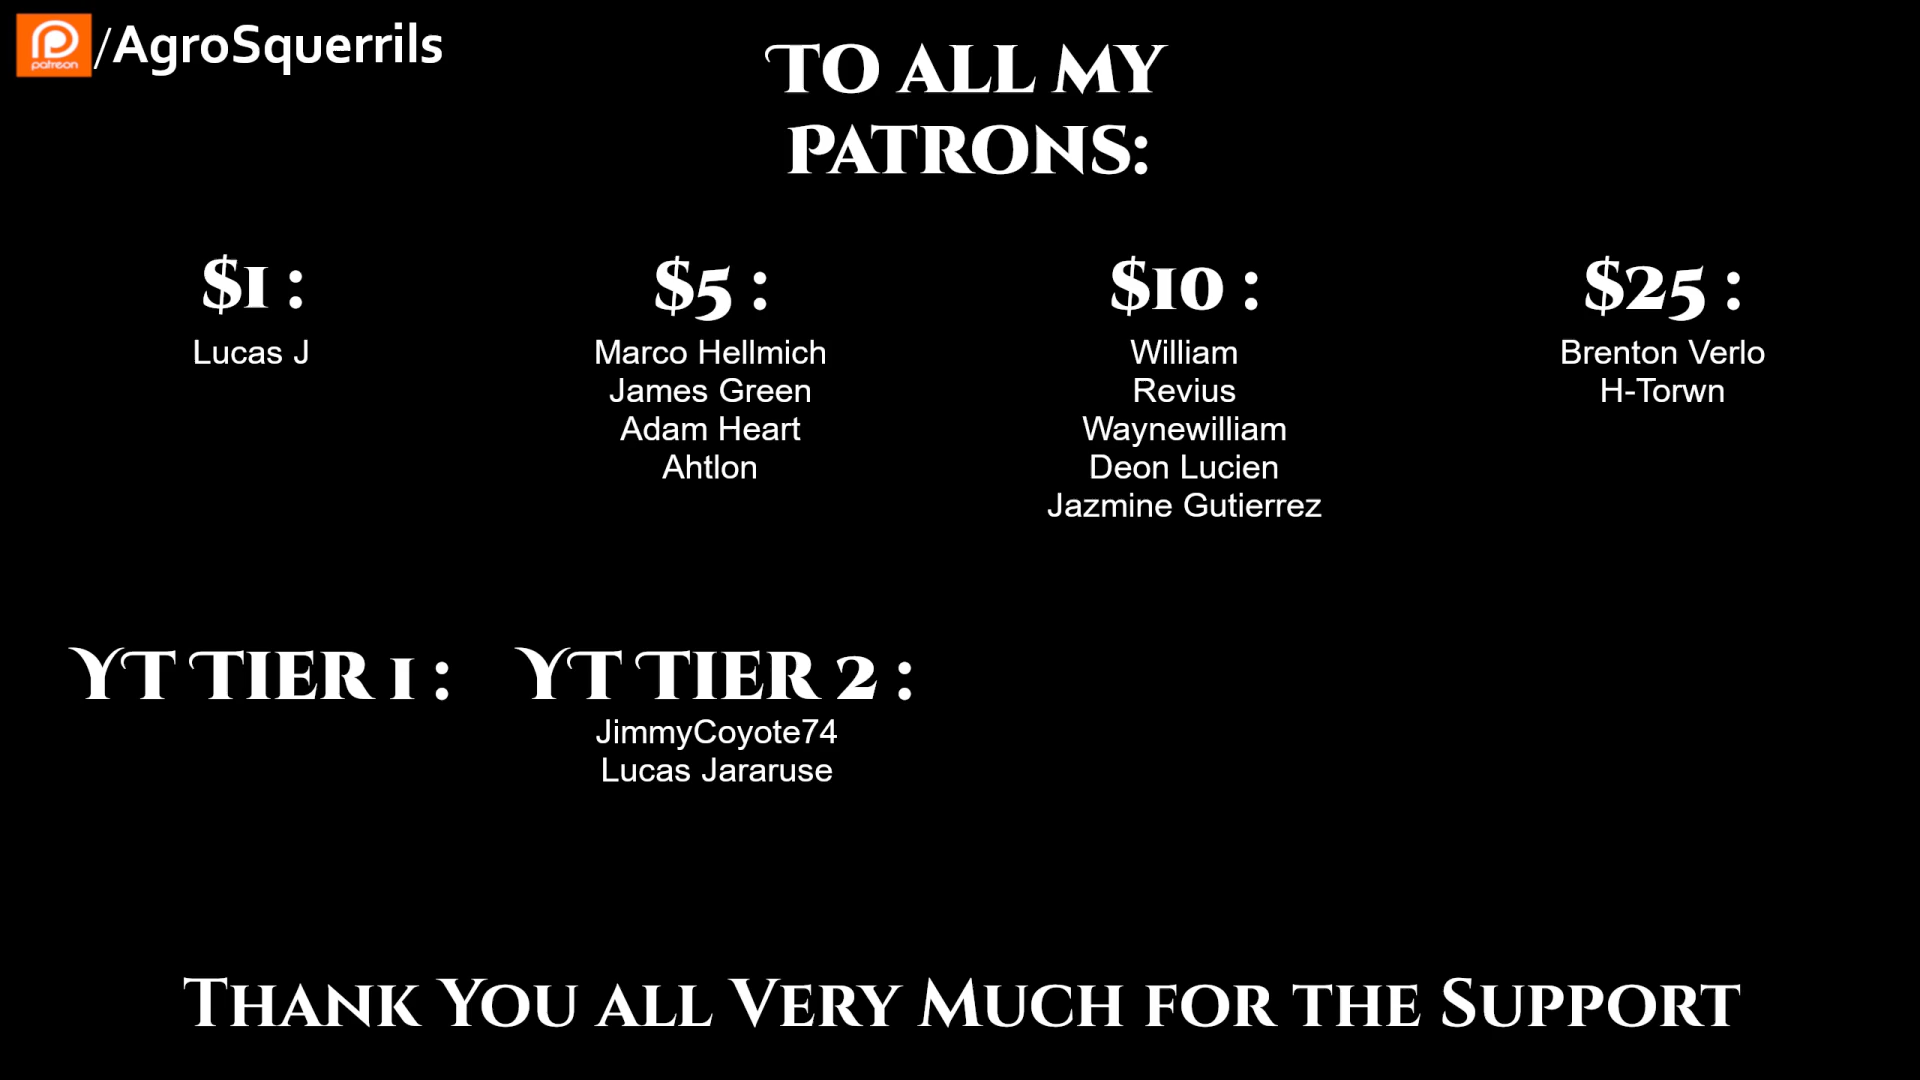 patreon
/AgroSquerrils
To all my
Patrons:
$1 :
Lucas J
$5 :
Marco Hellmich
James Green
Adam Heart
Ahtlon
$10 :
William
Revius
Waynewilliam
Deon Lucien
Jazmine Gutierrez
$25 :
Brenton Verlo
H-Torwn
YT Tier 1 :
YT Tier 2 :
JimmyCoyote74
Lucas Jararuse
Thank You all Very Much for the Support